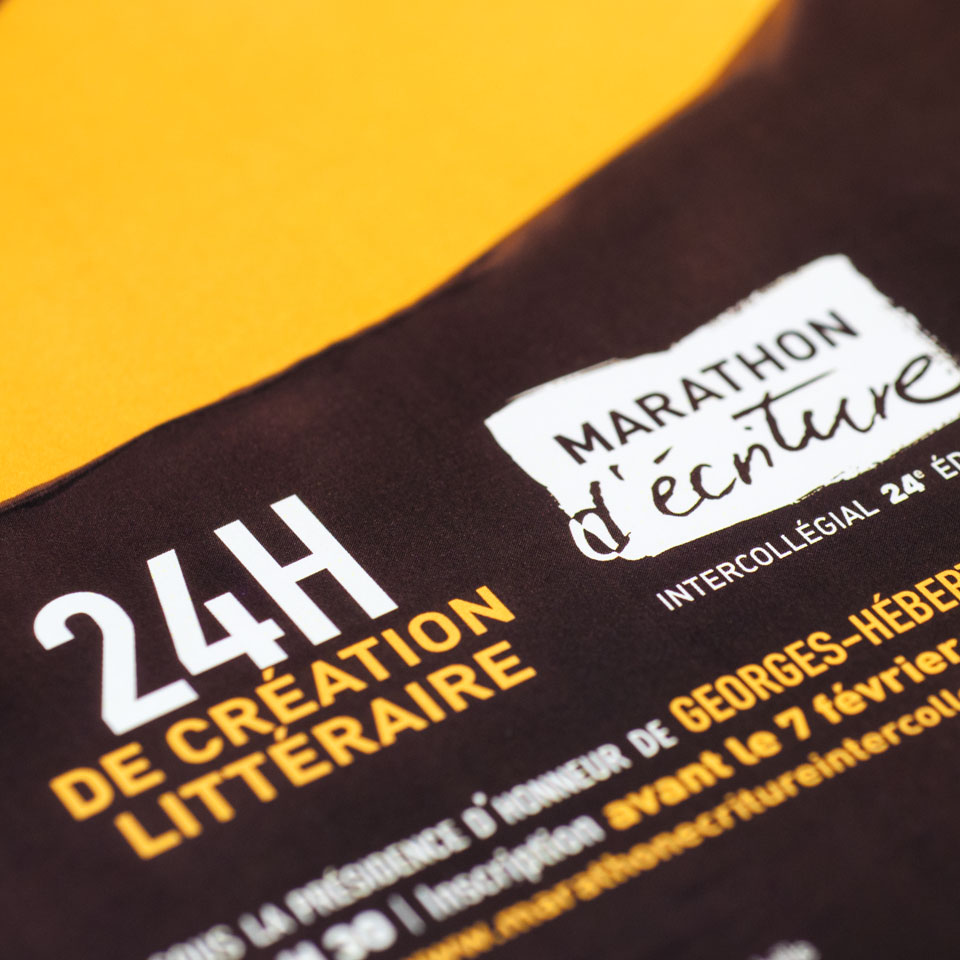 MARATHON
d'écriture
INTERCOLLÉGIAL 24e ÉD
24H
DE CRÉATION
LITTÉRAIRE
SOUS LA PRÉSIDENCE D'HONNEUR DE GEORGES-HÉBERT
30 | Inscription avant le 7 février
www.marathonecritureintercolle